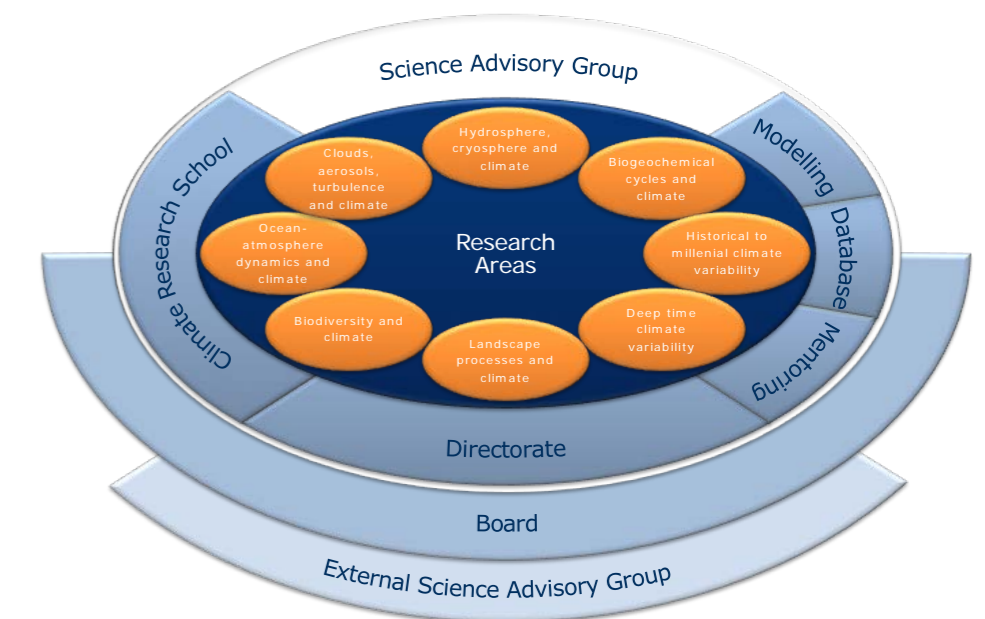 Science Advisory Group
Climate Research School
Modelling
Database
Mentoring
Hydrosphere,
cryosphere and
climate
Clouds,
aerosols,
turbulence
and climate
Biogeochemical
cycles and
climate
Ocean-
atmosphere
dynamics and
climate
Research
Areas
Historical to
millenial climate
variability
Biodiversity and
climate
Deep time
climate
variability
Landscape
processes and
climate
Directorate
Board
External Science Advisory Group